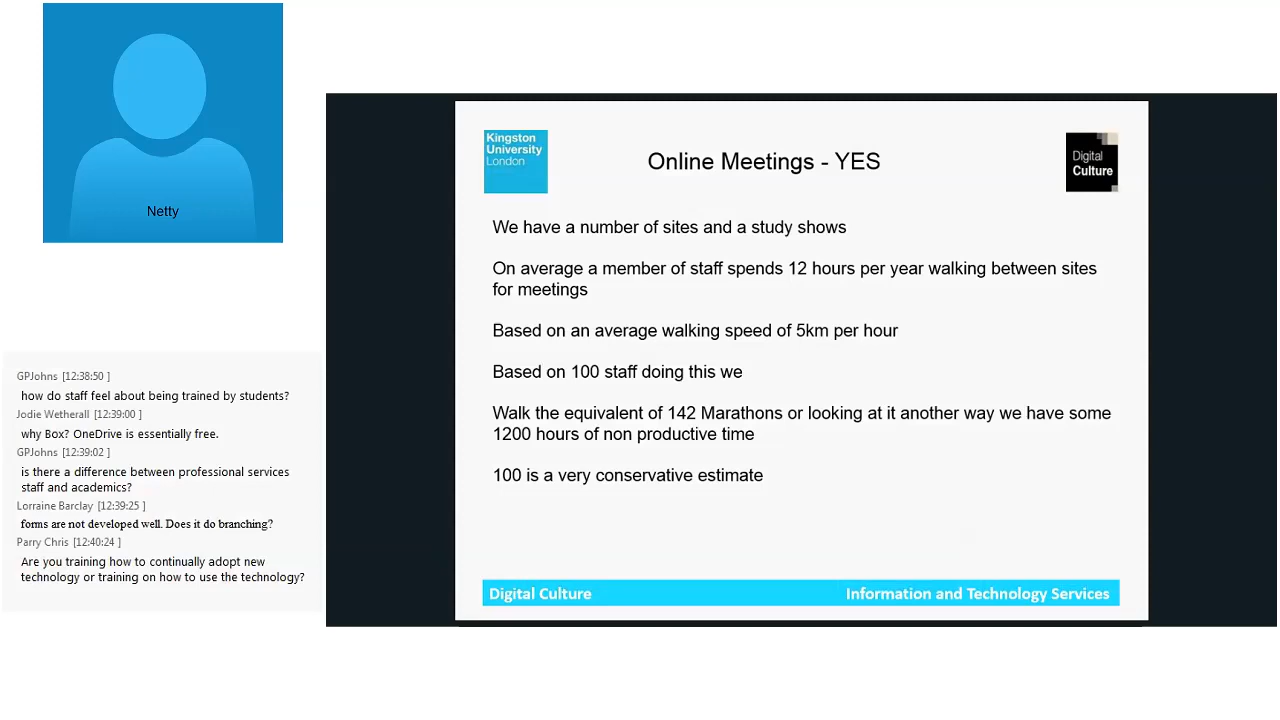 Netty
GPJohns [12:38:50 ]
how do staff feel about being trained by students?
Jodie Wetherall [12:39:00 ]
why Box? OneDrive is essentially free.
GPJohns [12:39:02 ]
is there a difference between professional services
staff and academics?
Lorraine Barclay [12:39:25 ]
forms are not developed well. Does it do branching?
Parry Chris [12:40:24 ]
Are you training how to continually adopt new
technology or training on how to use the technology?
Kingston
University
London
Online Meetings - YES
Digital
Culture
We have a number of sites and a study shows
On average a member of staff spends 12 hours per year walking between sites
for meetings
Based on an average walking speed of 5km per hour
Based on 100 staff doing this we
Walk the equivalent of 142 Marathons or looking at it another way we have some
1200 hours of non productive time
100 is a very conservative estimate
Digital Culture
Information and Technology Services